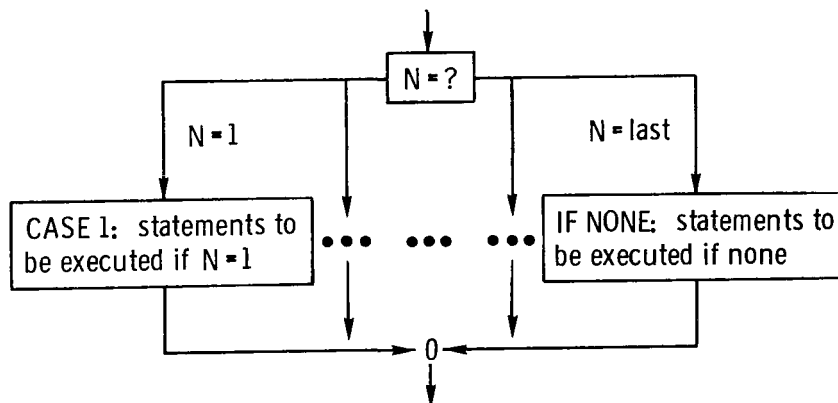 N = ?
N = 1
N = last
CASE 1: statements to
be executed if N = 1
••• ••• •••
IF NONE: statements to
be executed if none
0